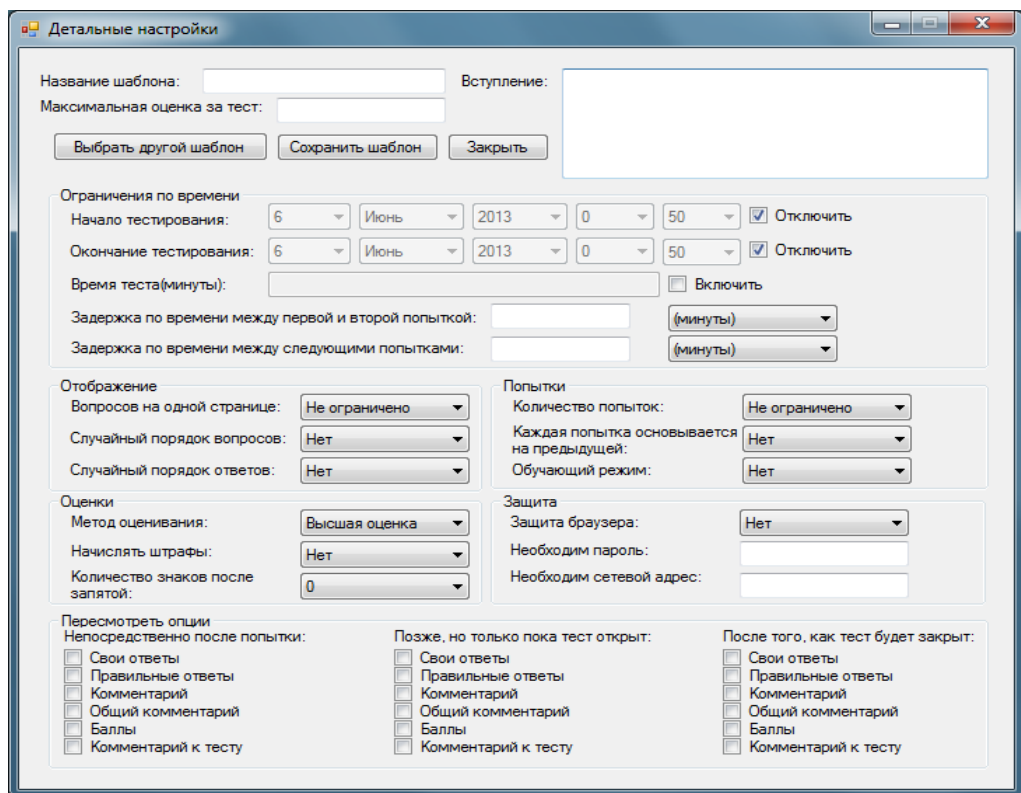 Детальные настройки
Название шаблона:
Вступление:
Максимальная оценка за тест:
Выбрать другой шаблон Сохранить шаблон Закрыть
Ограничения по времени
Начало тестирования: 6 Июнь 2013 0 50 Отключить
Окончание тестирования: 6 Июнь 2013 0 50 Отключить
Время теста(минуты): Включить
Задержка по времени между первой и второй попыткой: (минуты)
Задержка по времени между следующими попытками: (минуты)
Отображение
Вопросов на одной странице: Не ограничено
Случайный порядок вопросов: Нет
Случайный порядок ответов: Нет
Попытки
Количество попыток: Не ограничено
Каждая попытка основывается
на предыдущей: Нет
Обучающий режим: Нет
Оценки
Метод оценивания: Высшая оценка
Начислять штрафы: Нет
Количество знаков после
запятой: 0
Защита
Защита браузера: Нет
Необходим пароль:
Необходим сетевой адрес:
Пересмотреть опции
Непосредственно после попытки:
Свои ответы
Правильные ответы
Комментарий
Общий комментарий
Баллы
Комментарий к тесту
Позже, но только пока тест открыт:
Свои ответы
Правильные ответы
Комментарий
Общий комментарий
Баллы
Комментарий к тесту
После того, как тест будет закрыт:
Свои ответы
Правильные ответы
Комментарий
Общий комментарий
Баллы
Комментарий к тесту